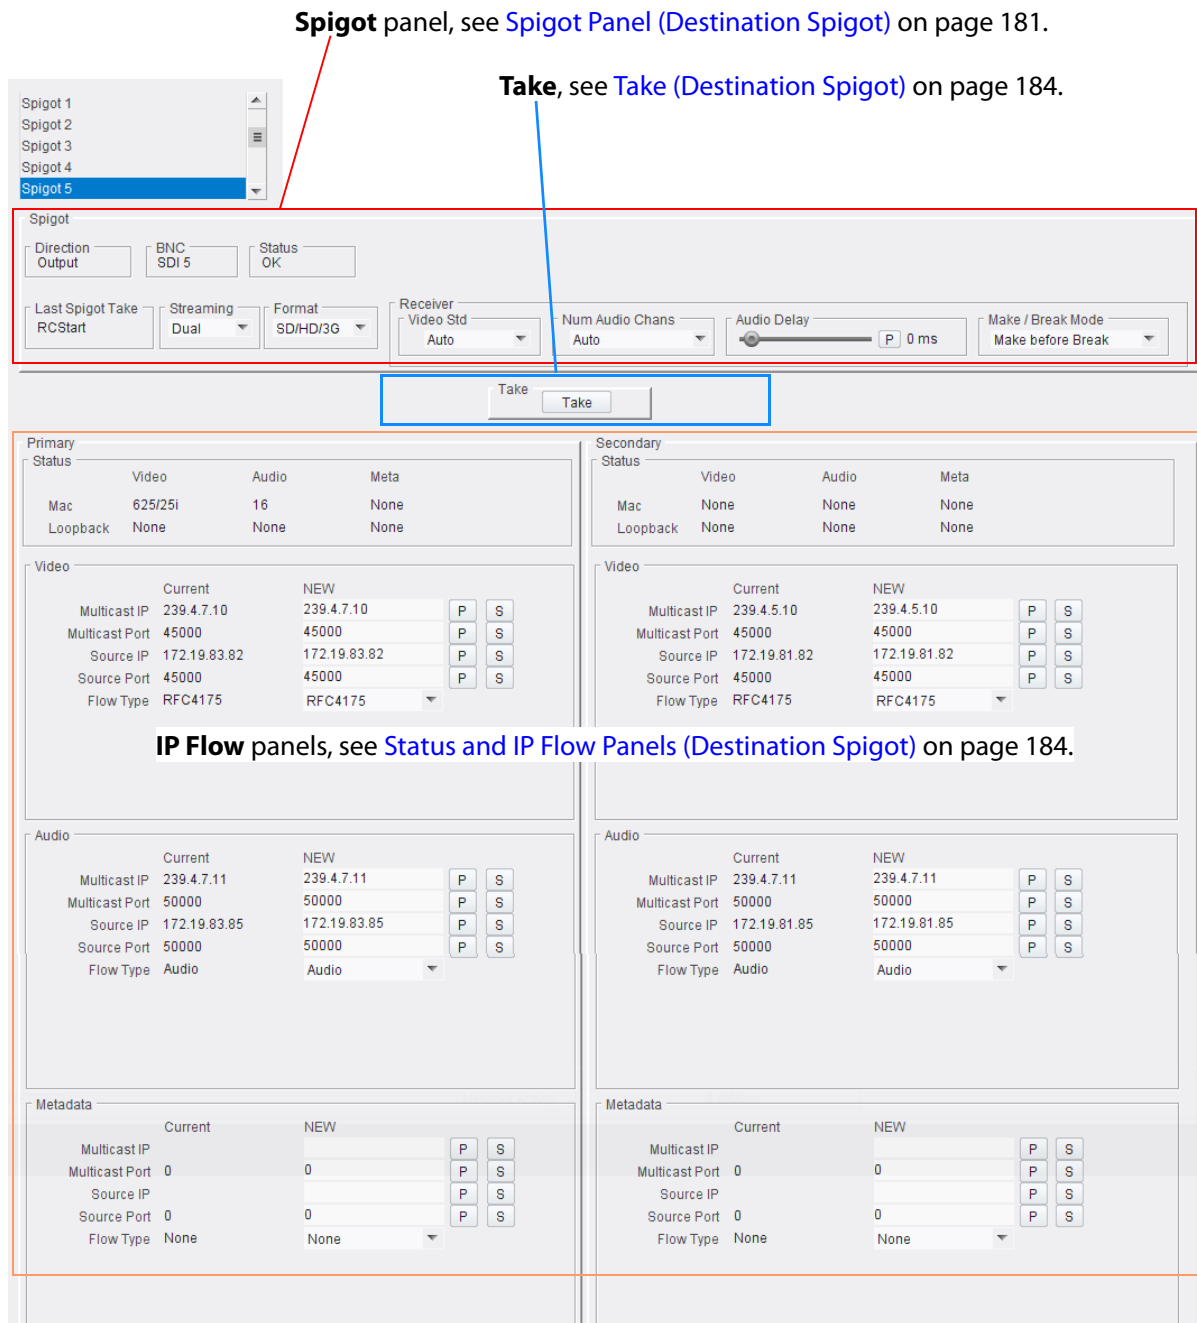 Spigot panel, see Spigot Panel (Destination Spigot) on page 181.
Take, see Take (Destination Spigot) on page 184.
Spigot 1
Spigot 2
Spigot 3
Spigot 4
Spigot 5
Spigot
Direction BNC Status
Output SDI 5 OK
Last Spigot Take Streaming Format Receiver
Video Std Num Audio Chans Audio Delay Make / Break Mode
RCStart Dual SD/HD/3G Auto Auto P 0 ms Make before Break
Take
Take
Primary
Status
Video Audio Meta
Mac 625/25i 16 None
Loopback None None None
Video
Current NEW
Multicast IP 239.4.7.10 239.4.7.10 P S
Multicast Port 45000 45000 P S
Source IP 172.19.83.82 172.19.83.82 P S
Source Port 45000 45000 P S
Flow Type RFC4175 RFC4175
Secondary
Status
Video Audio Meta
Mac None None None
Loopback None None None
Video
Current NEW
Multicast IP 239.4.5.10 239.4.5.10 P S
Multicast Port 45000 45000 P S
Source IP 172.19.81.82 172.19.81.82 P S
Source Port 45000 45000 P S
Flow Type RFC4175 RFC4175
IP Flow panels, see Status and IP Flow Panels (Destination Spigot) on page 184.
Audio
Current NEW
Multicast IP 239.4.7.11 239.4.7.11 P S
Multicast Port 50000 50000 P S
Source IP 172.19.83.85 172.19.83.85 P S
Source Port 50000 50000 P S
Flow Type Audio Audio
Audio
Current NEW
Multicast IP 239.4.7.11 239.4.7.11 P S
Multicast Port 50000 50000 P S
Source IP 172.19.81.85 172.19.81.85 P S
Source Port 50000 50000 P S
Flow Type Audio Audio
Metadata
Current NEW
Multicast IP P S
Multicast Port 0 0 P S
Source IP P S
Source Port 0 0 P S
Flow Type None None
Metadata
Current NEW
Multicast IP P S
Multicast Port 0 0 P S
Source IP P S
Source Port 0 0 P S
Flow Type None None